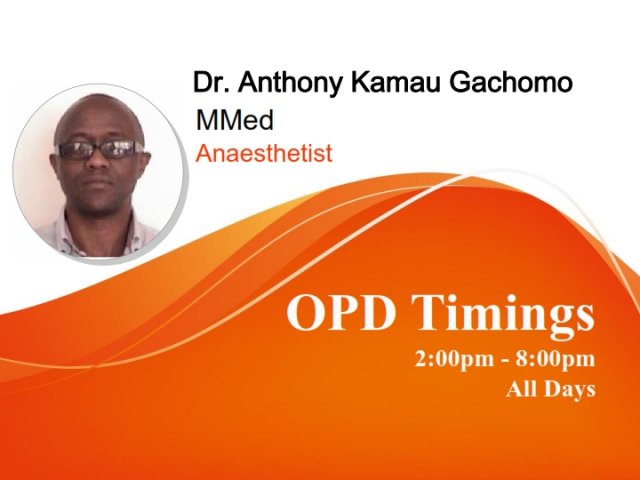 Dr. Anthony Kamau Gachomo
MMed
Anaesthetist
OPD Timings
2:00pm - 8:00pm
All Days